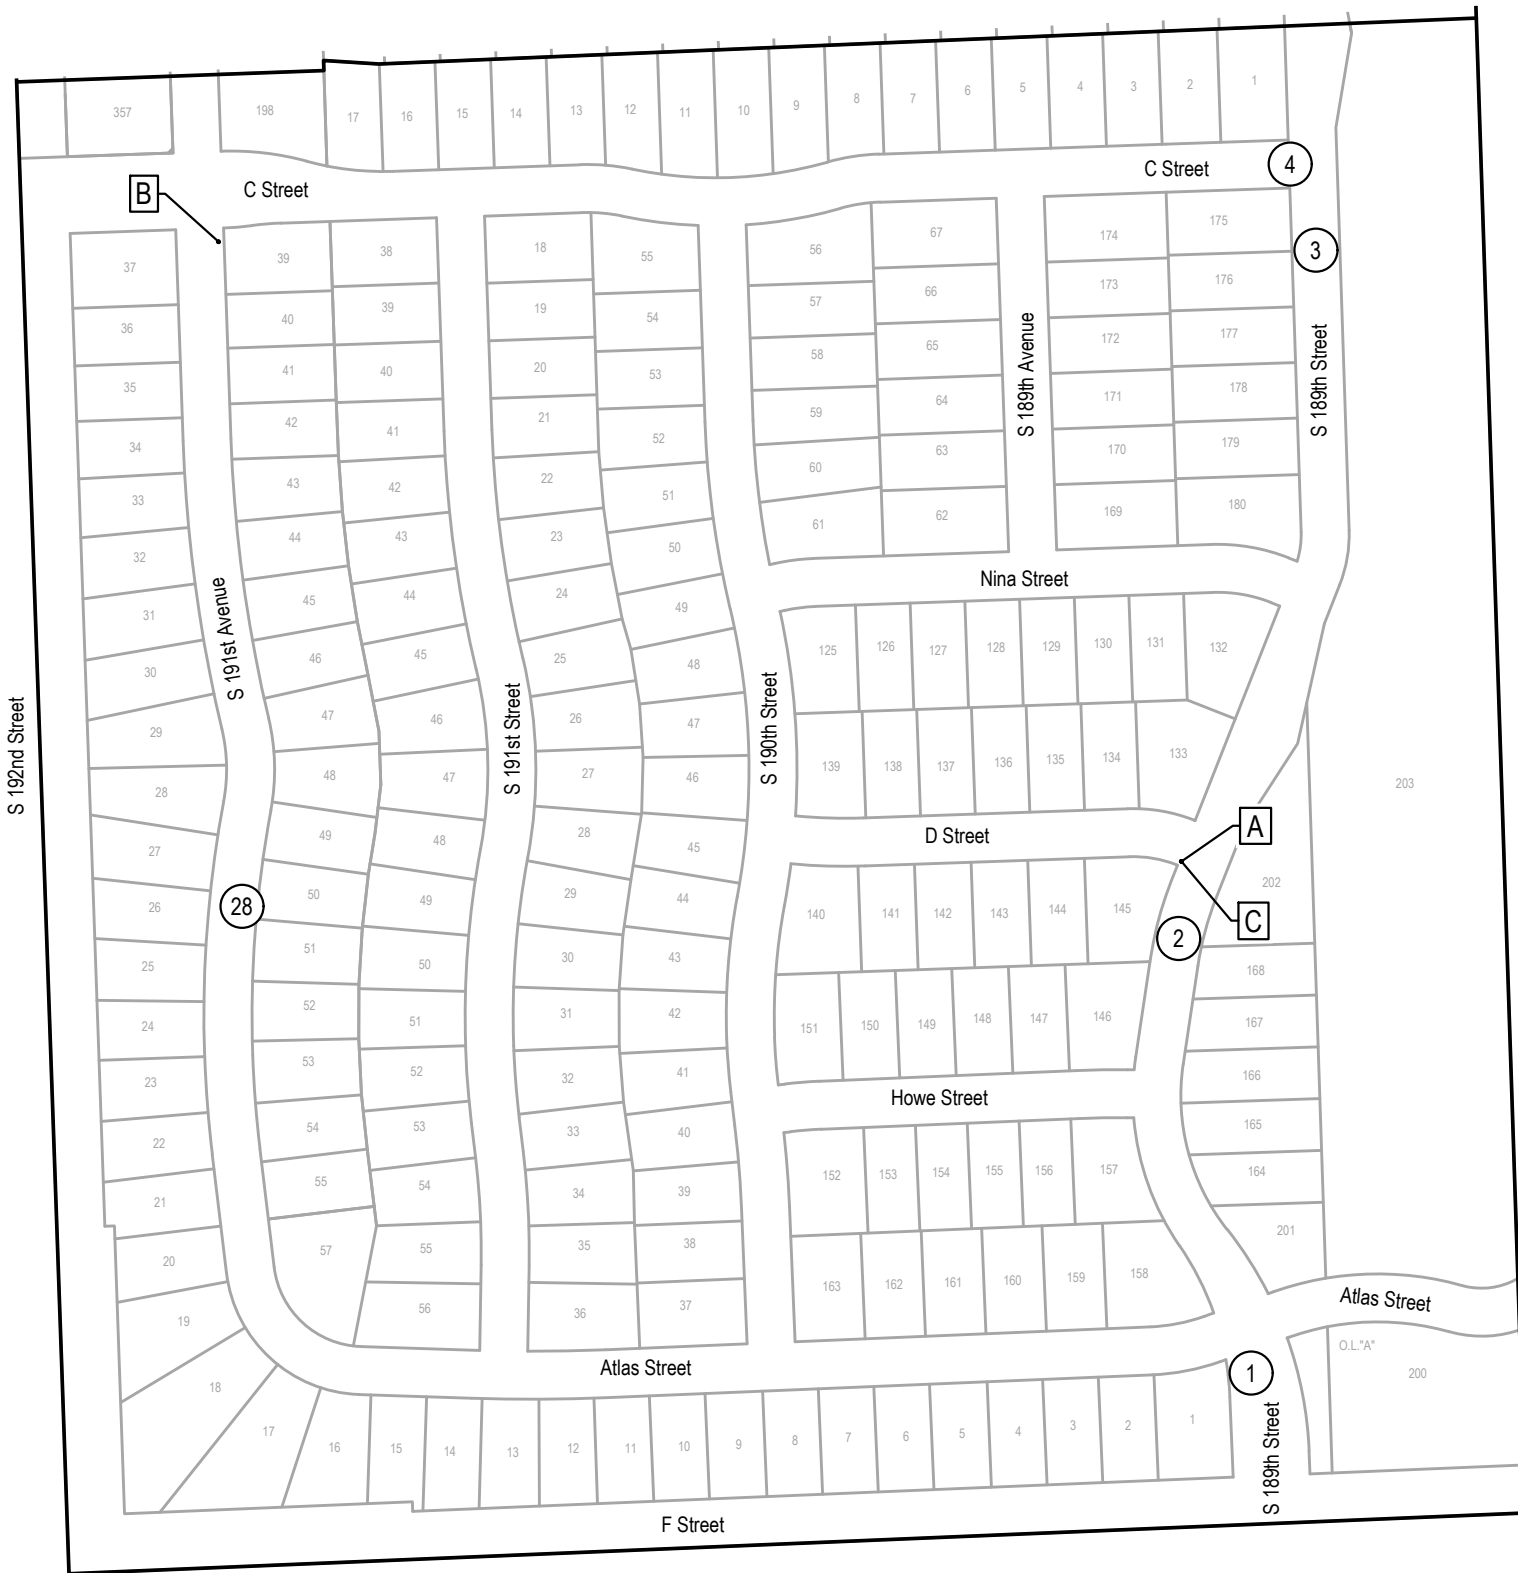 357 198 17 16 15 14 13 12 11 10 9 8 7 6 5 4 3 2 1
B C Street C Street 4
37 39 38 18 55 56 67 174 175 3
36 40 39 19 54 57 66 173 176
35 41 40 20 53 58 65 172 177
34 42 41 21 52 59 64 171 178
33 43 42 22 51 60 63 170 179
32 44 43 23 50 61 62 169 180
S 189th Avenue
S 189th Street
Nina Street
31 45 44 24 49 125 126 127 128 129 130 131 132
30 46 45 25 48
29 47 46 26 47
S 192nd Street
S 191st Avenue
S 191st Street
S 190th Street
28 48 47 27 46 139 138 137 136 135 134 133 203
27 49 48 28 45 D Street A
26 28 50 49 29 44 140 141 142 143 144 145 202 C
25 51 50 30 43 2 168
24 52 51 31 42 151 150 149 148 147 146 167
23 53 52 32 41 Howe Street 166
22 54 53 33 40 152 153 154 155 156 157 165
21 55 54 34 39 164
20 57 55 35 38 163 162 161 160 159 158 201
19 56 36 37 Atlas Street
Atlas Street O.L."A"
18 1 200
17 16 15 14 13 12 11 10 9 8 7 6 5 4 3 2 1
S 189th Street
F Street